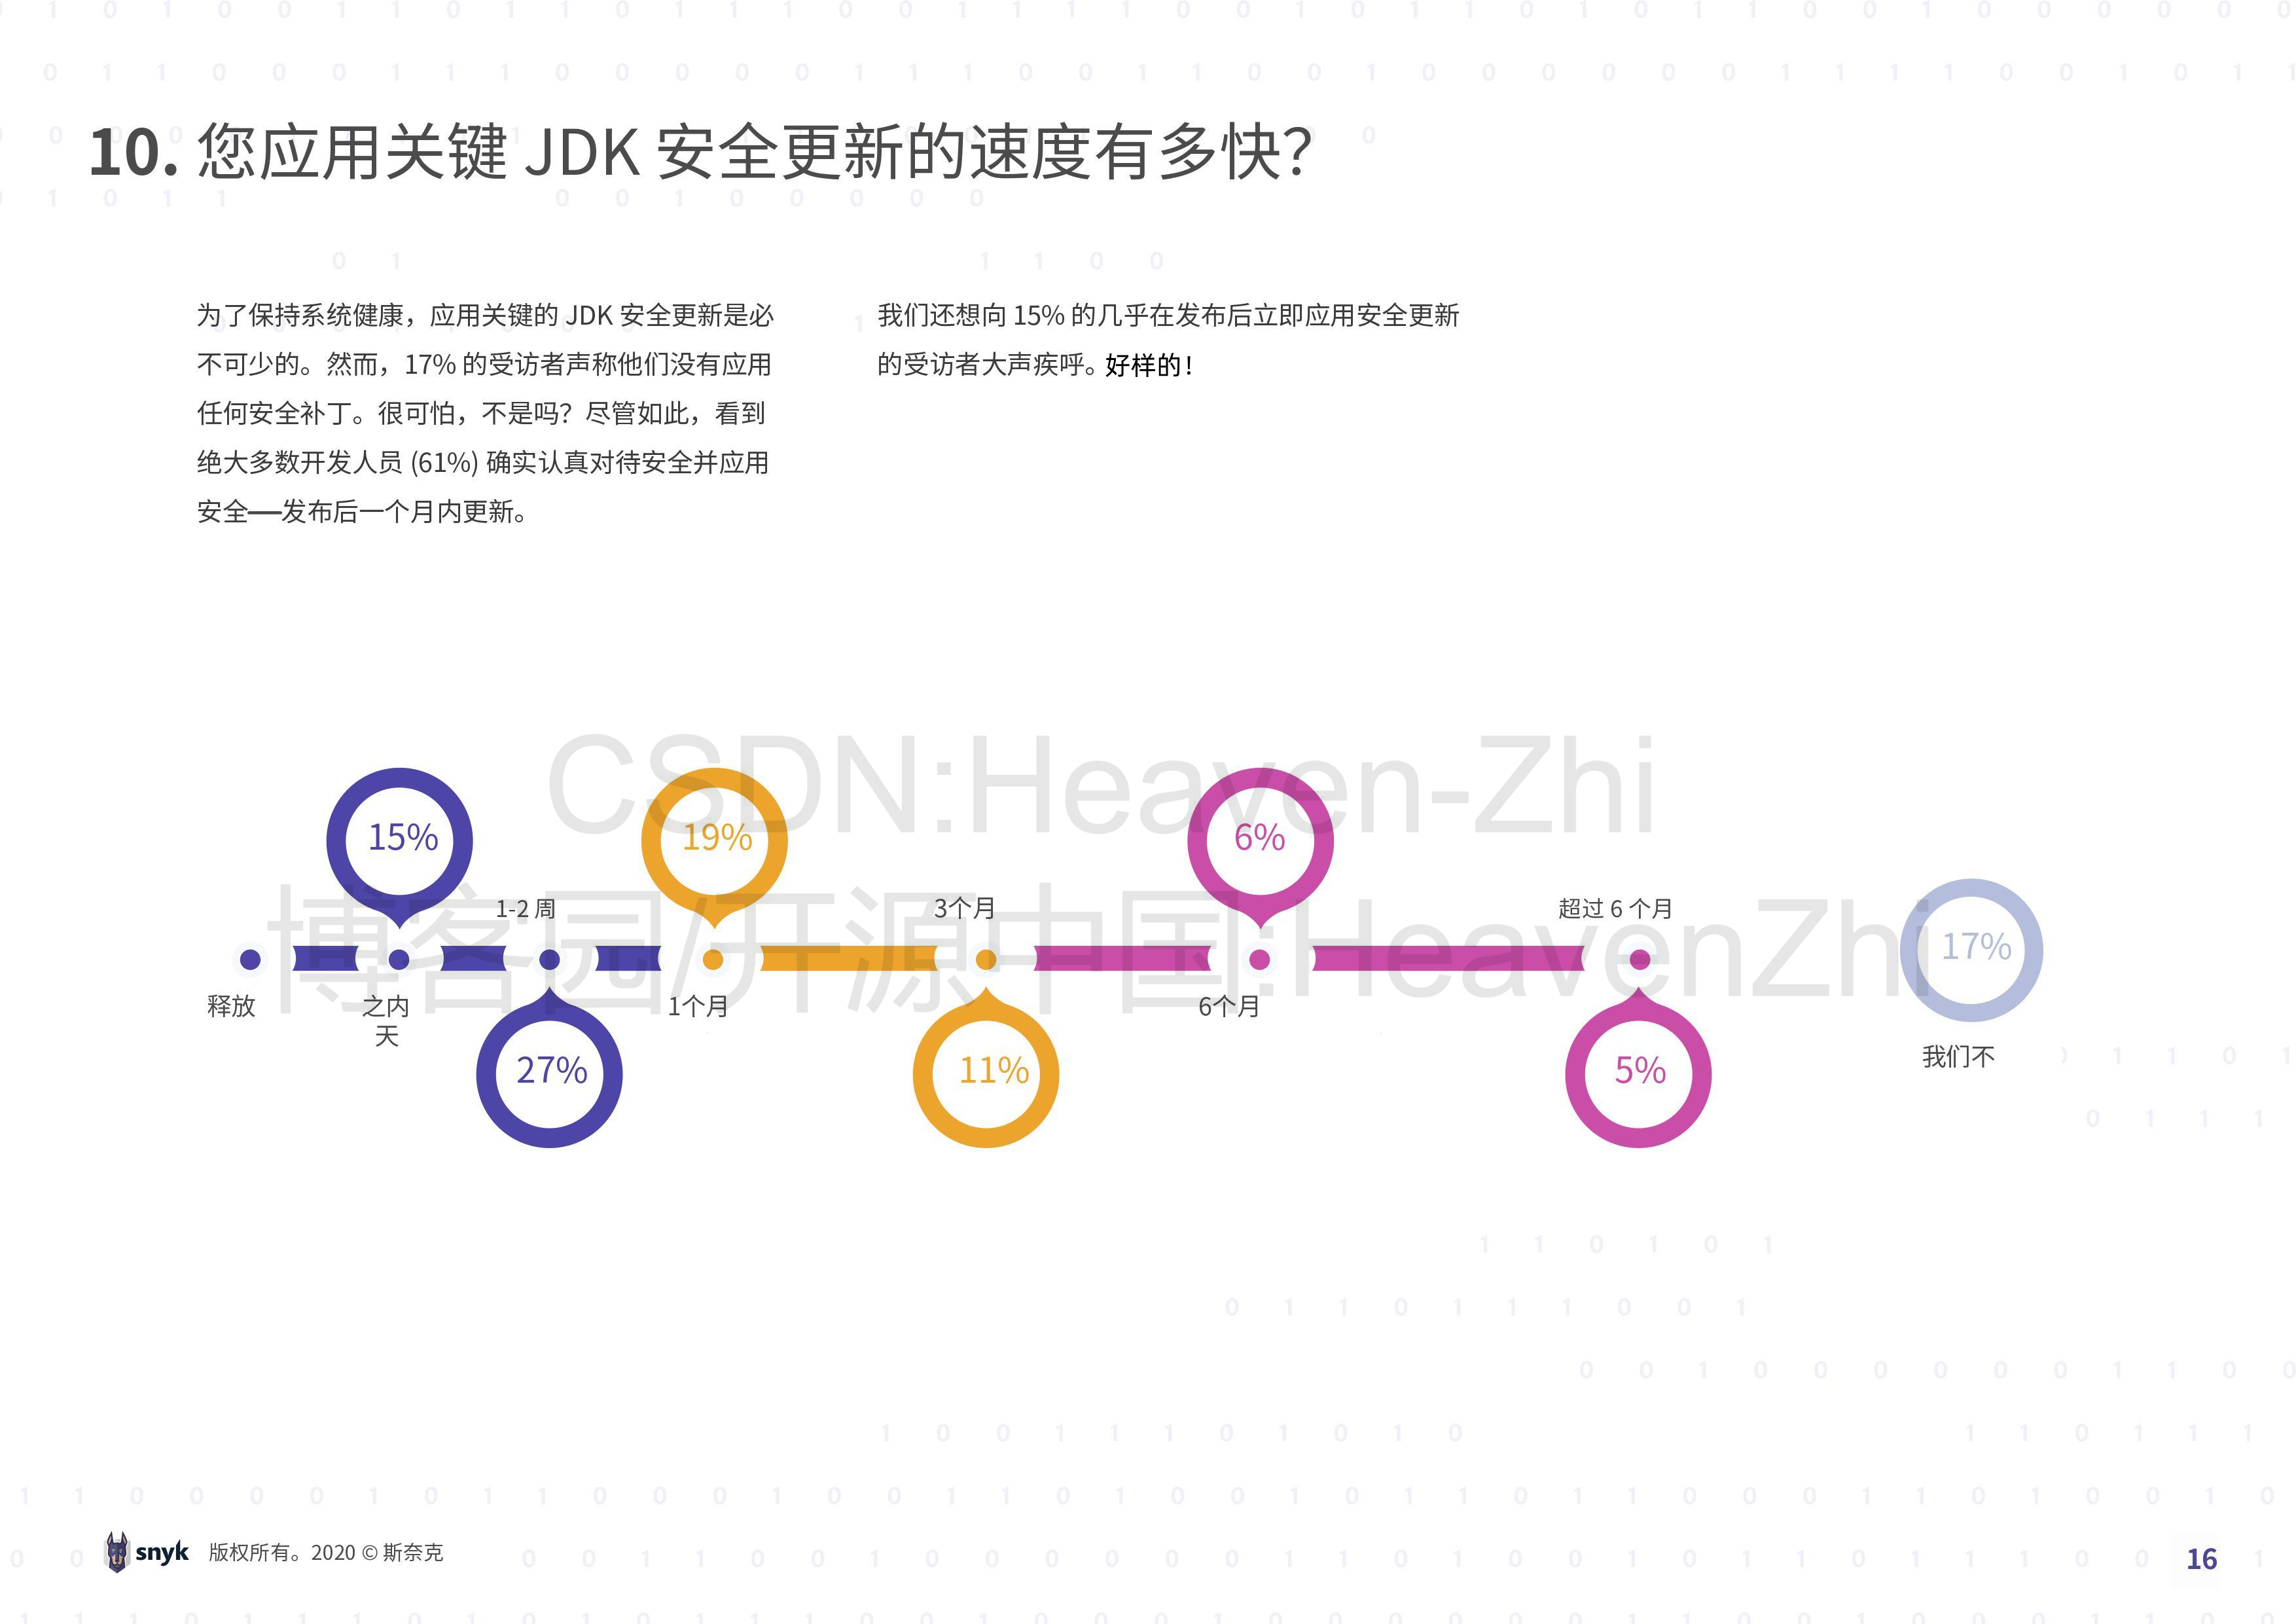 10. 您应用关键 JDK 安全更新的速度有多快？
为了保持系统健康，应用关键的 JDK 安全更新是必
不可少的。然而，17% 的受访者声称他们没有应用
任何安全补丁。很可怕，不是吗？尽管如此，看到
绝大多数开发人员 (61%) 确实认真对待安全并应用
安全——发布后一个月内更新。
我们还想向 15% 的几乎在发布后立即应用安全更新
的受访者大声疾呼。好样的！
CSDN:Heaven-Zhi
博客园/开源中国:HeavenZhi
15%
19%
6%
1-2 周
3个月
超过 6 个月
17%
释放
之内
天
1个月
6个月
我们不
27%
11%
5%
snyk 版权所有。2020 © 斯奈克
16